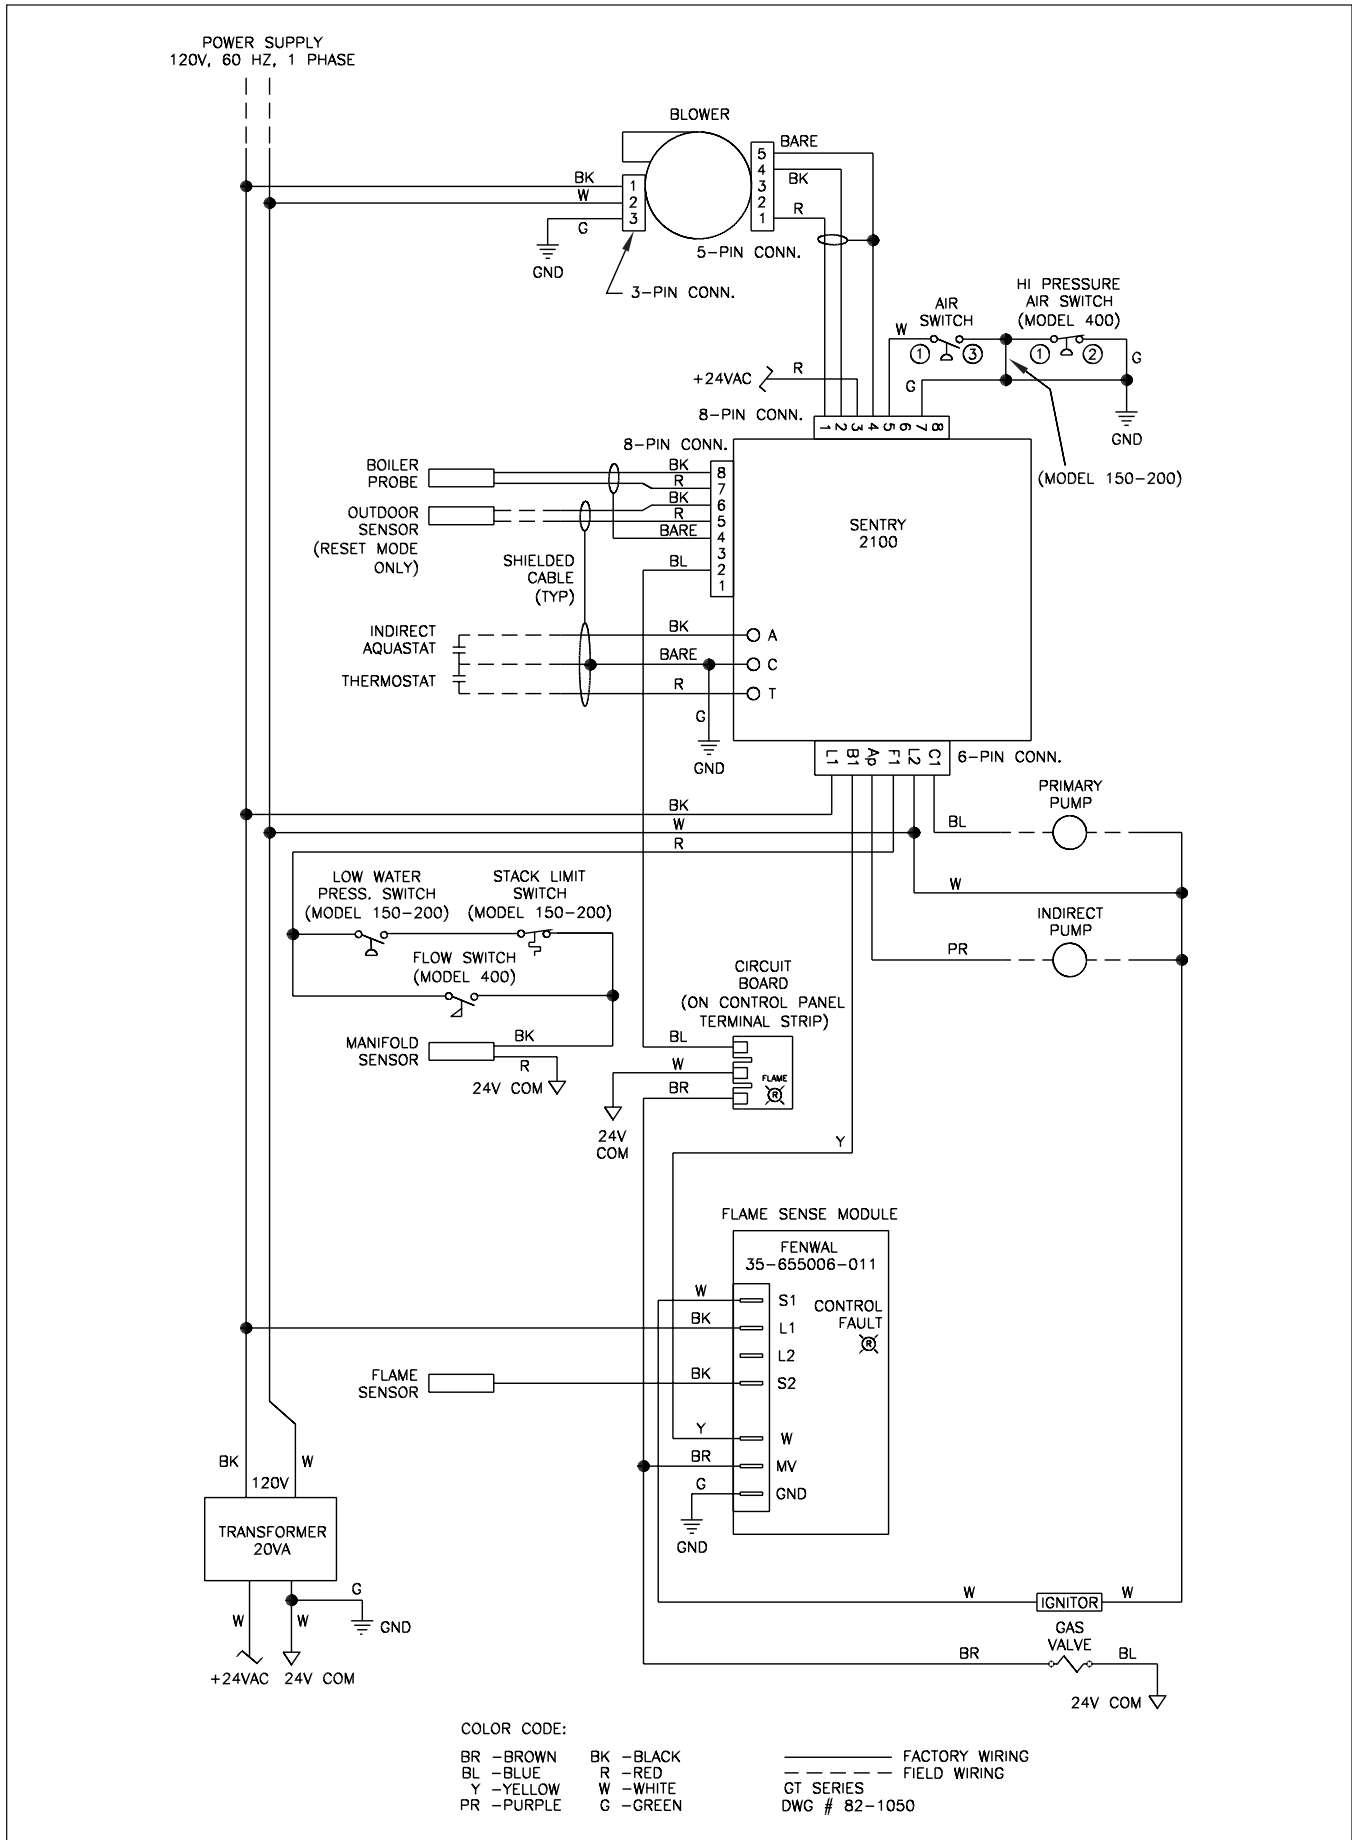 POWER SUPPLY
120V, 60 HZ, 1 PHASE
BLOWER
BARE
BK
R
5
4
3
2
1
BK
W
G
1
2
3
GND
5-PIN CONN.
3-PIN CONN.
HI PRESSURE
AIR SWITCH
(MODEL 400)
AIR
SWITCH
W
1
3
1
2
G
G
GND
(MODEL 150-200)
+24VAC
R
8-PIN CONN.
1 2 3 4 5 6 7 8
8-PIN CONN.
BOILER
PROBE
BK
R
BK
R
BARE
BL
8
7
6
5
4
3
2
1
OUTDOOR
SENSOR
(RESET MODE
ONLY)
SHIELDED
CABLE
(TYP)
SENTRY
2100
INDIRECT
AQUASTAT
THERMOSTAT
BK
BARE
R
A
C
T
G
GND
L1 B1 Ap F1 L2 C1
6-PIN CONN.
BK
W
R
PRIMARY
PUMP
BL
W
INDIRECT
PUMP
PR
LOW WATER
PRESS. SWITCH
(MODEL 150-200)
STACK LIMIT
SWITCH
(MODEL 150-200)
FLOW SWITCH
(MODEL 400)
MANIFOLD
SENSOR
BK
R
24V COM
CIRCUIT
BOARD
(ON CONTROL PANEL
TERMINAL STRIP)
BL
W
BR
FLAME
R
24V
COM
Y
FLAME SENSE MODULE
FENWAL
35-655006-011
CONTROL
FAULT
R
W
S1
BK
L1
L2
FLAME
SENSOR
BK
S2
Y
W
BR
MV
G
GND
GND
BK
W
120V
TRANSFORMER
20VA
G
GND
W
W
+24VAC
24V COM
W
IGNITOR
W
GAS
VALVE
BR
BL
24V COM
COLOR CODE:
BR -BROWN BK -BLACK
BL -BLUE R -RED
Y -YELLOW W -WHITE
PR -PURPLE G -GREEN
FACTORY WIRING
FIELD WIRING
GT SERIES
DWG # 82-1050